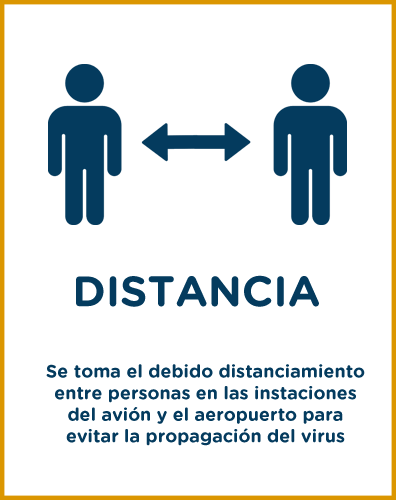 DISTANCIA
Se toma el debido distanciamiento
entre personas en las instaciones
del avión y el aeropuerto para
evitar la propagación del virus